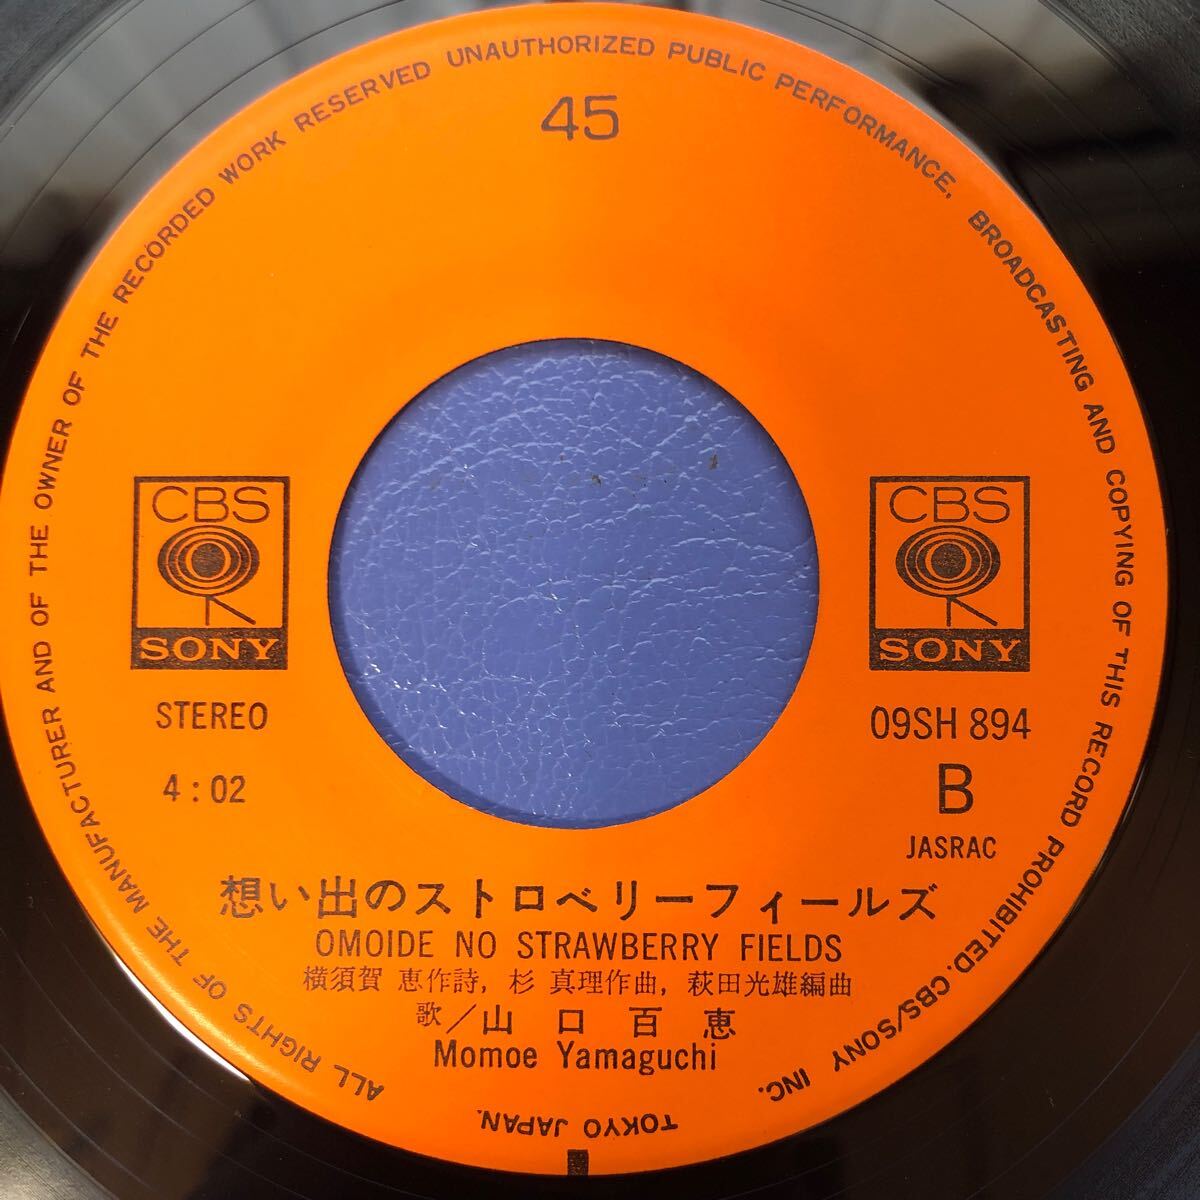 ALL RIGHTS OF THE MANUFACTURER AND OF THE OWNER OF THE RECORDED WORK RESERVED UNAUTHORIZED PUBLIC PERFORMANCE, BROADCASTING AND COPYING OF THIS RECORD PROHIBITED. CBS/SONY INC.
TOKYO JAPAN.
45
CBS
SONY
CBS
SONY
STEREO
09SH 894
4:02
B
JASRAC
想い出のストロベリーフィールズ
OMOIDE NO STRAWBERRY FIELDS
横須賀 恵作詩, 杉 真理作曲, 萩田光雄編曲
歌/山口百恵
Momoe Yamaguchi